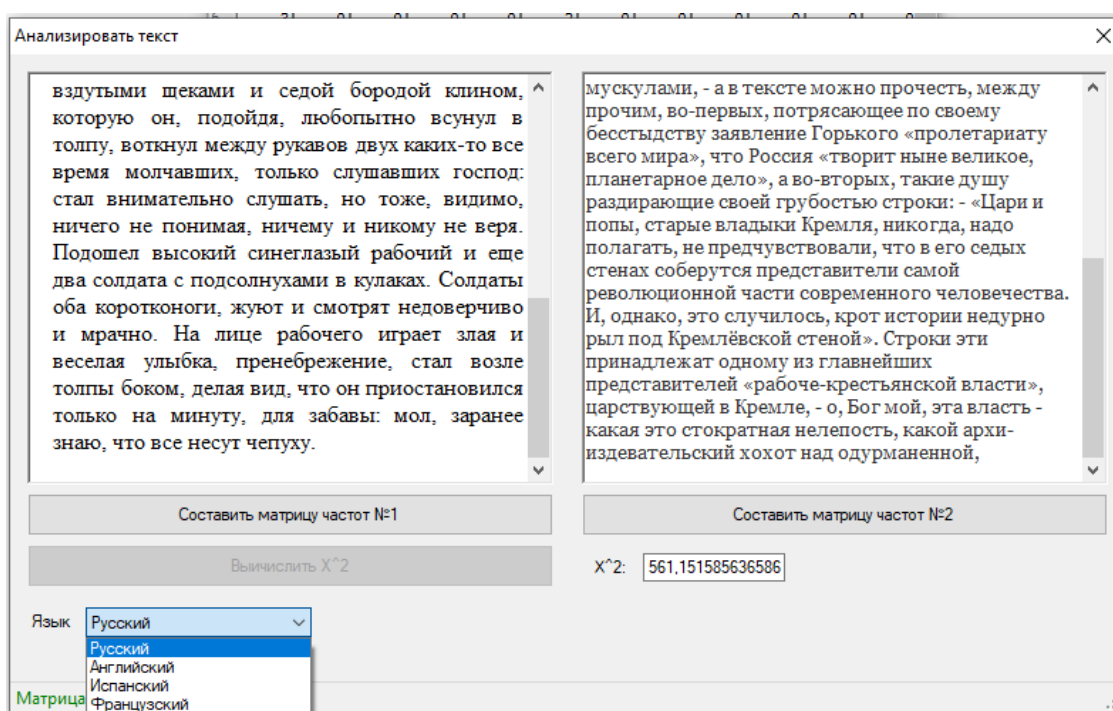 Анализировать текст
вздутыми щеками и седой бородой клином,
которую он, подойдя, любопытно всунул в
толпу, воткнул между рукавов двух каких-то все
время молчавших, только слушавших господ:
стал внимательно слушать, но тоже, видимо,
ничего не понимая, ничему и никому не веря.
Подошел высокий синеглазый рабочий и еще
два солдата с подсолнухами в кулаках. Солдаты
оба коротконоги, жуют и смотрят недоверчиво
и мрачно. На лице рабочего играет злая и
веселая улыбка, пренебрежение, стал возле
толпы боком, делая вид, что он приостановился
только на минуту, для забавы: мол, заранее
знаю, что все несут чепуху.
мускулами, - а в тексте можно прочесть, между
прочим, во-первых, потрясающее по своему
бесстыдству заявление Горького «пролетариату
всего мира», что Россия «творит ныне великое,
планетарное дело», а во-вторых, такие душу
раздирающие своей грубостью строки: - «Цари и
попы, старые владыки Кремля, никогда, надо
полагать, не предчувствовали, что в его седых
стенах соберутся представители самой
революционной части современного человечества.
И, однако, это случилось, крот истории недурно
рыл под Кремлёвской стеной». Строки эти
принадлежат одному из главнейших
представителей «рабоче-крестьянской власти»,
царствующей в Кремле, - о, Бог мой, эта власть -
какая это стократная нелепость, какой архи-
издевательский хохот над одурманенной,
Составить матрицу частот №1
Составить матрицу частот №2
Выичислить X^2
X^2: 561,151585636586
Язык Русский
Русский
Английский
Испанский
Французский
Матрица